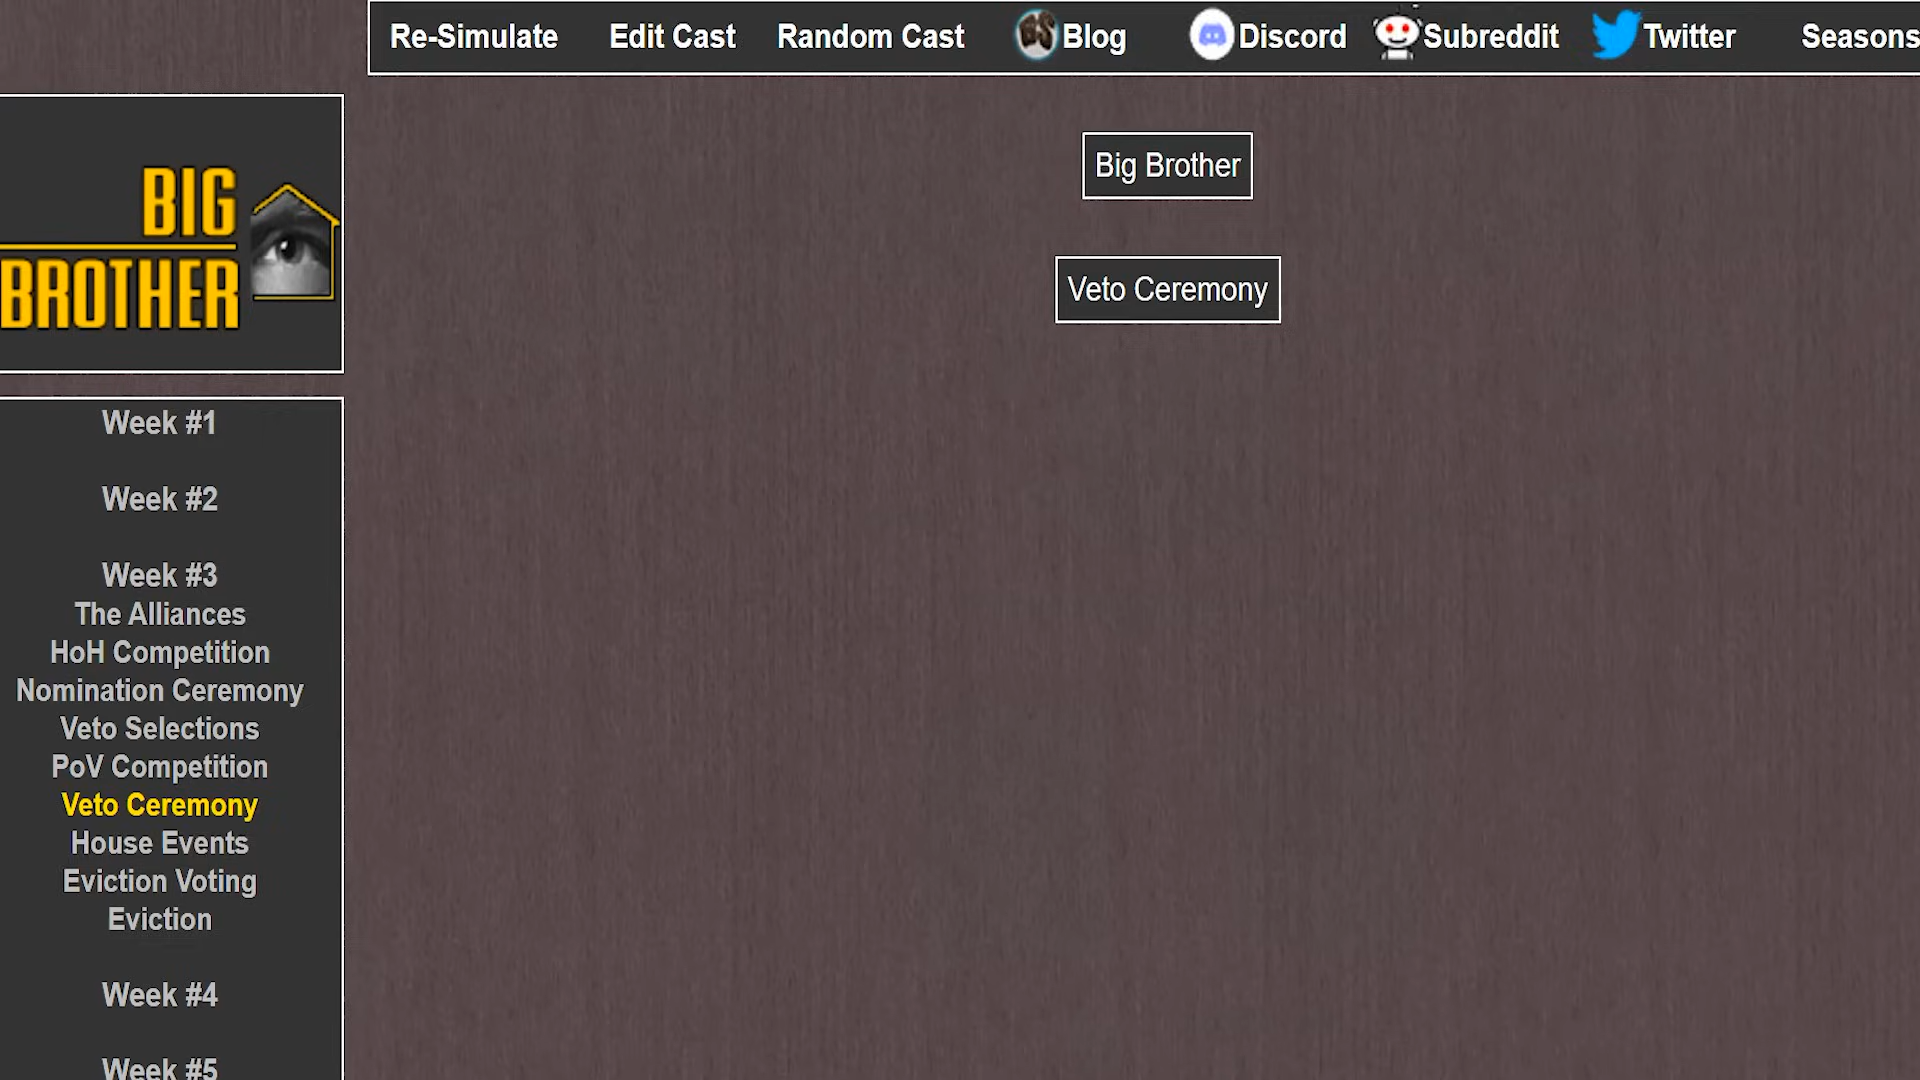 Re-Simulate Edit Cast Random Cast Blog Discord Subreddit Twitter Seasons
BIG
BROTHER
Big Brother
Veto Ceremony
Week #1
Week #2
Week #3
The Alliances
HoH Competition
Nomination Ceremony
Veto Selections
PoV Competition
Veto Ceremony
House Events
Eviction Voting
Eviction
Week #4
Week #5